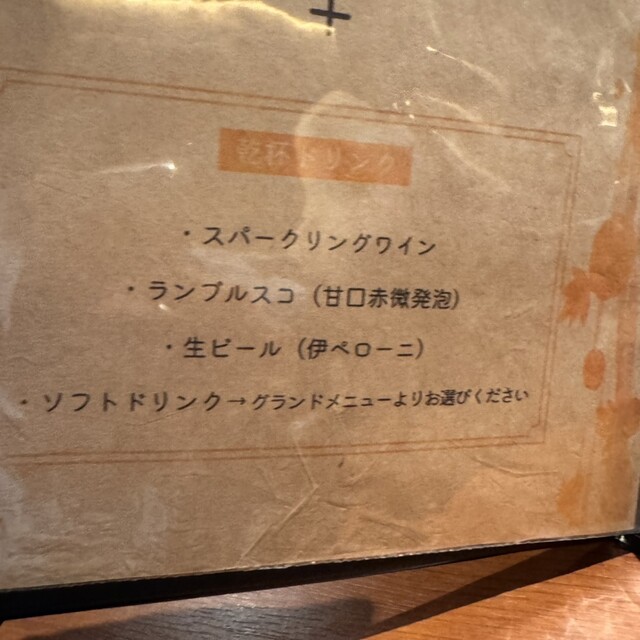 +
乾杯ドリンク
・スパークリングワイン
・ランブルスコ（甘口赤微発泡）
・生ビール（伊ペローニ）
・ソフトドリンク→グランドメニューよりお選びください